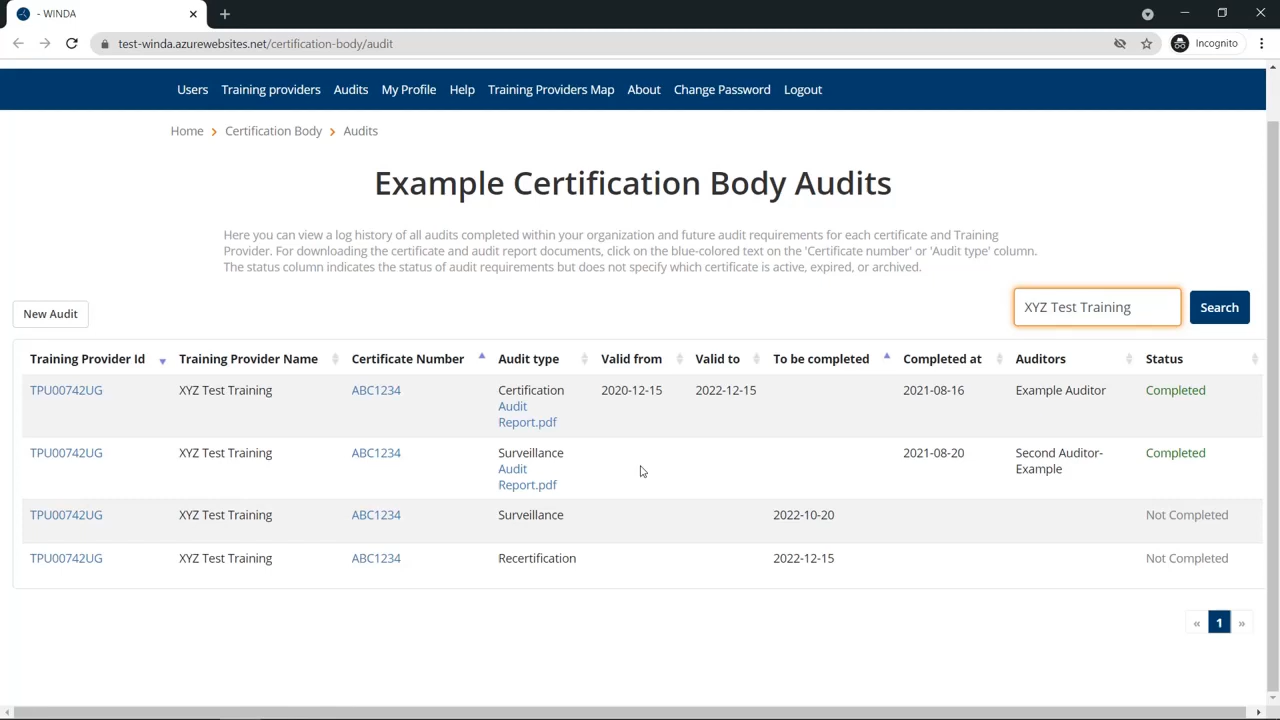 - WINDA
test-winda.azurewebsites.net/certification-body/audit
Incognito
Users Training providers Audits My Profile Help Training Providers Map About Change Password Logout
Home Certification Body Audits
Example Certification Body Audits
Here you can view a log history of all audits completed within your organization and future audit requirements for each certificate and Training
Provider. For downloading the certificate and audit report documents, click on the blue-colored text on the 'Certificate number' or 'Audit type' column.
The status column indicates the status of audit requirements but does not specify which certificate is active, expired, or archived.
New Audit XYZ Test Training Search
Training Provider Id Training Provider Name Certificate Number Audit type Valid from Valid to To be completed Completed at Auditors Status
TPU00742UG XYZ Test Training ABC1234 Certification 2020-12-15 2022-12-15 2021-08-16 Example Auditor Completed
Audit
Report.pdf
TPU00742UG XYZ Test Training ABC1234 Surveillance 2021-08-20 Second Auditor- Completed
Audit Example
Report.pdf
TPU00742UG XYZ Test Training ABC1234 Surveillance 2022-10-20 Not Completed
TPU00742UG XYZ Test Training ABC1234 Recertification 2022-12-15 Not Completed
« 1 »